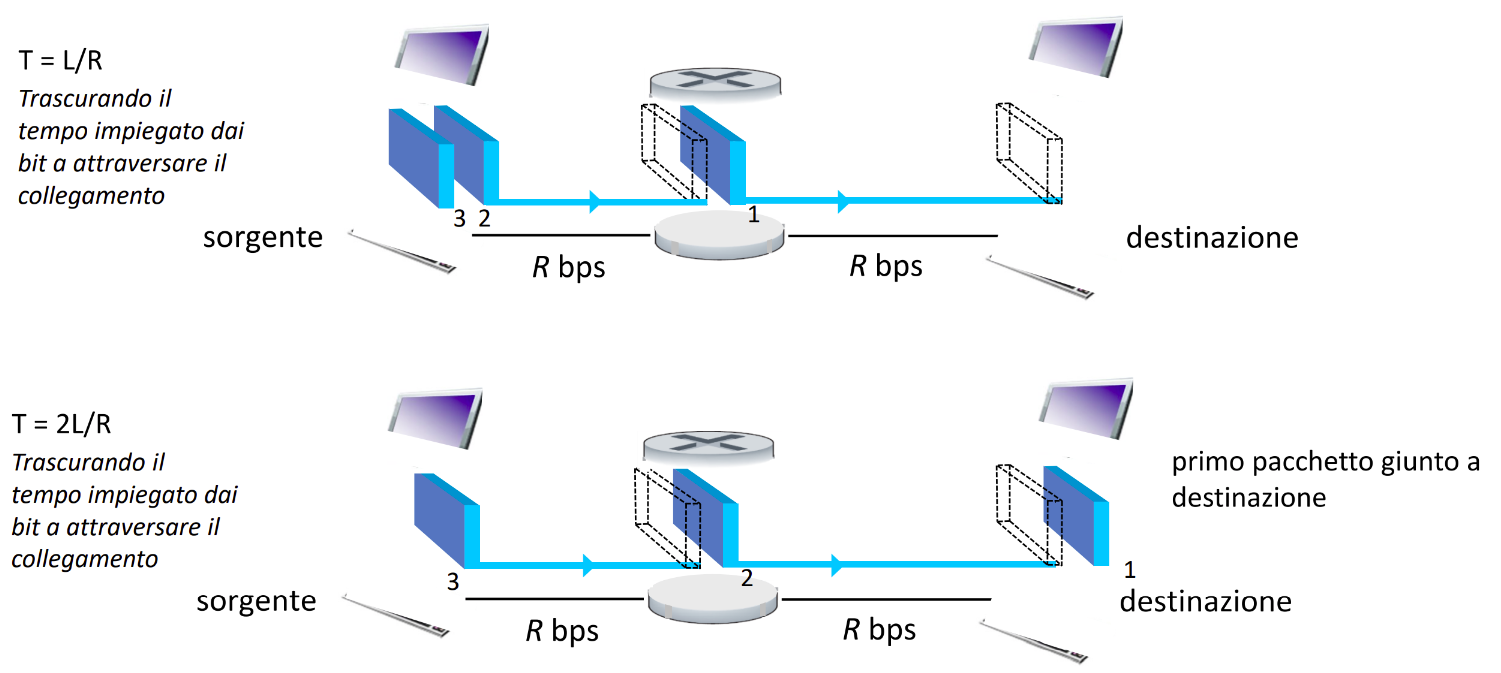 T = L/R
Trascurando il
tempo impiegato dai
bit a attraversare il
collegamento
3 2
1
sorgente
destinazione
R bps
R bps
T = 2L/R
Trascurando il
tempo impiegato dai
bit a attraversare il
collegamento
primo pacchetto giunto a
destinazione
3
2
1
sorgente
destinazione
R bps
R bps